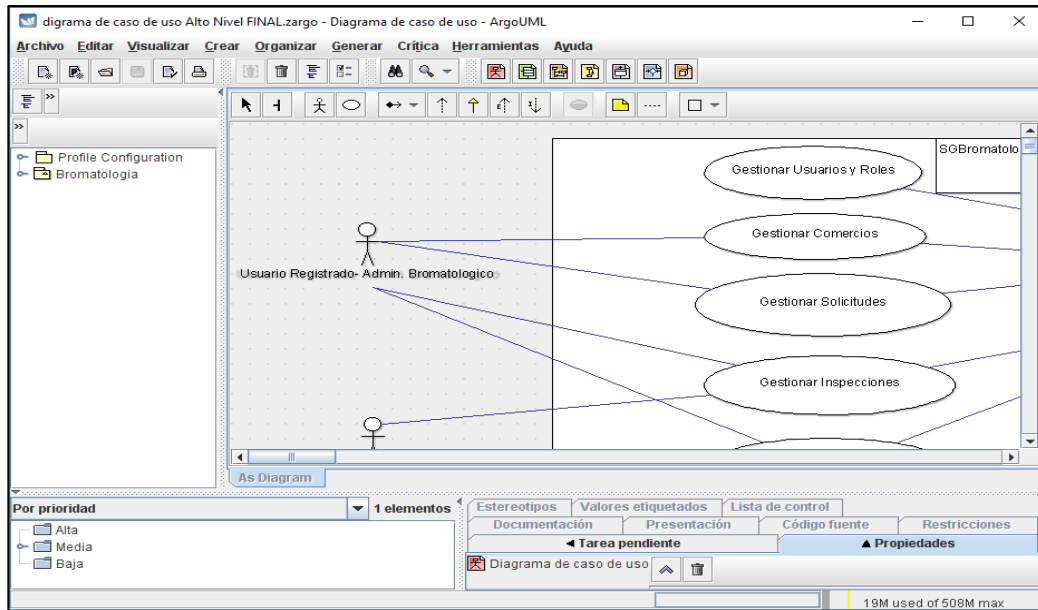 digrama de caso de uso Alto Nivel FINAL.zargo - Diagrama de caso de uso - ArgoUML
Archivo Editar Visualizar Crear Organizar Generar Crítica Herramientas Ayuda
Profile Configuration
Bromatologia
SGBromatolo
Gestionar Usuarios y Roles
Gestionar Comercios
Usuario Registrado- Admin. Bromatologico
Gestionar Solicitudes
Gestionar Inspecciones
As Diagram
Por prioridad
1 elementos
Alta
Media
Baja
Estereotipos Valores etiquetados Lista de control
Documentación Presentación Código fuente Restricciones
Tarea pendiente Propiedades
Diagrama de caso de uso
19M used of 508M max